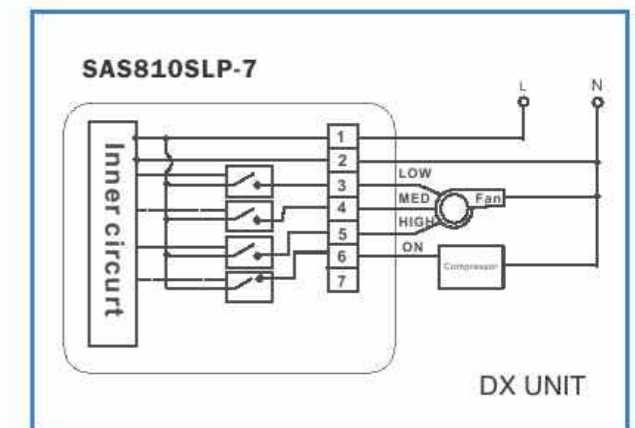 SAS810SLP-7
L
N
Inner circurt
1
2
3
4
5
6
7
LOW
MED
HIGH
ON
Fan
Compressor
DX UNIT